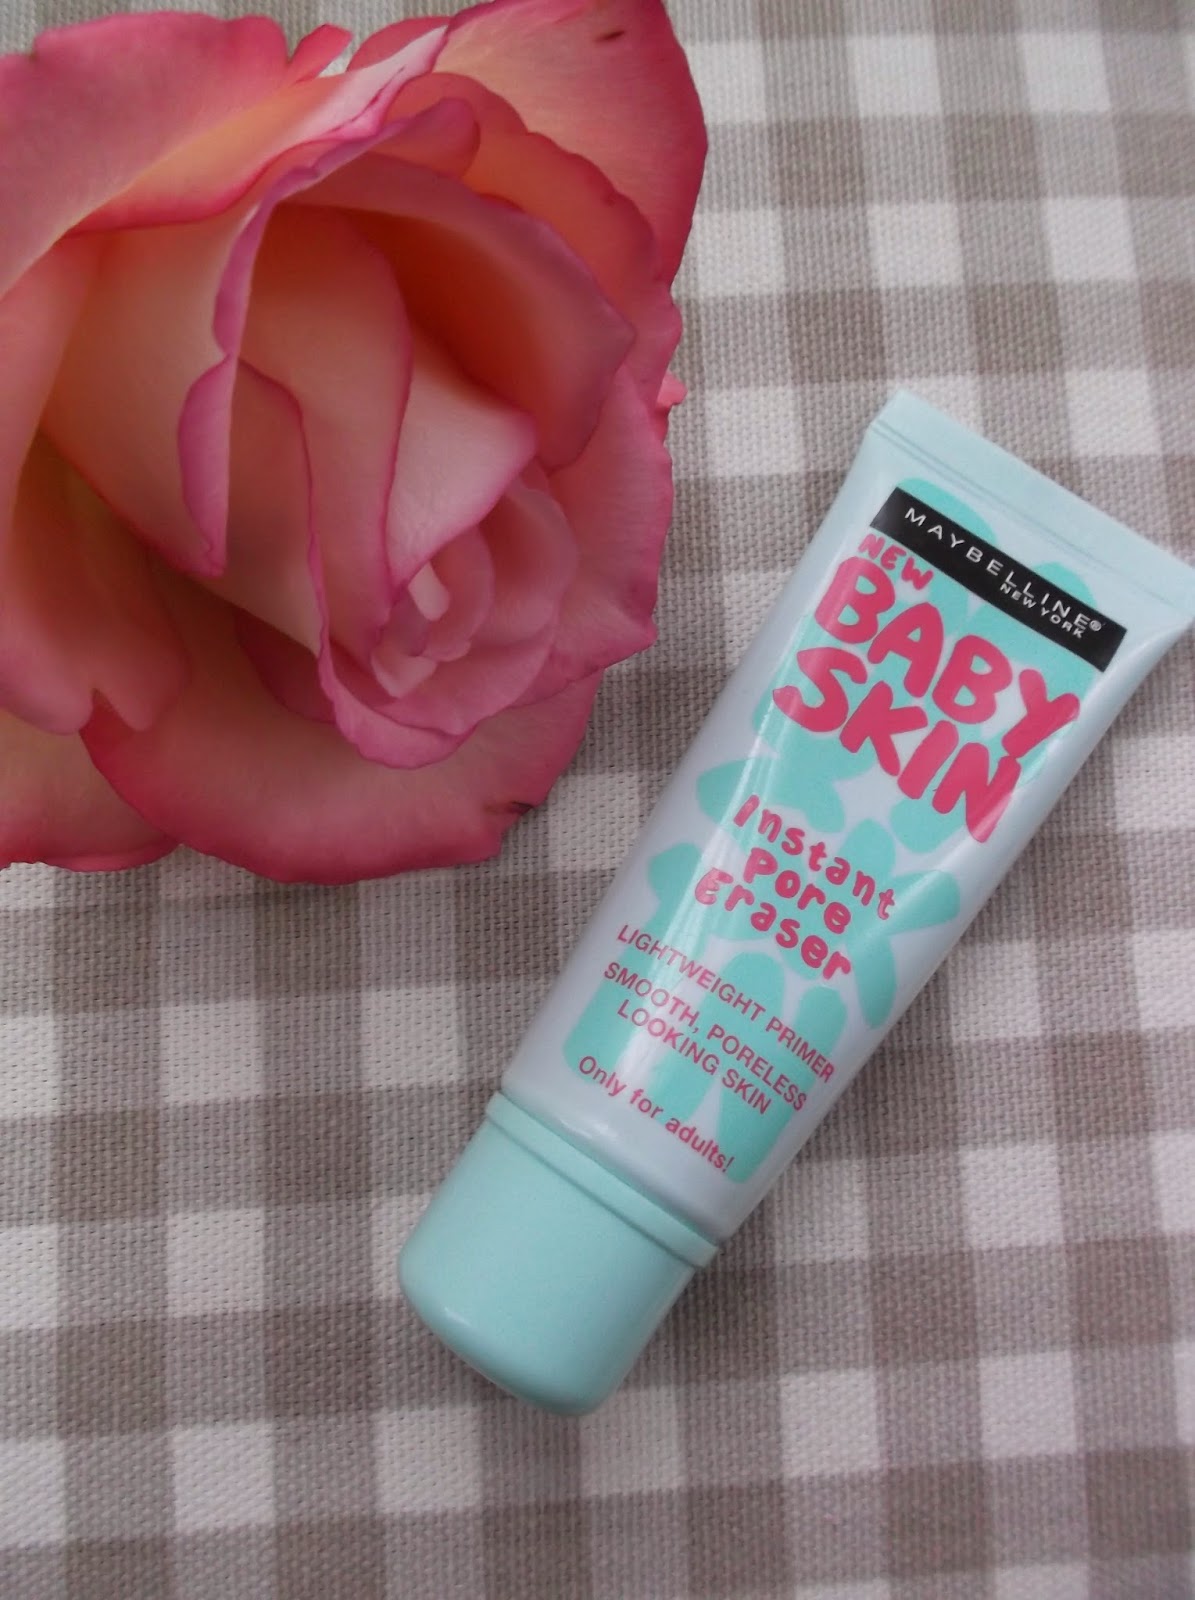 MAYBELLINE®
NEW YORK
NEW
BABY
SKIN
Instant
Pore
Eraser
LIGHTWEIGHT PRIMER
SMOOTH, PORELESS
LOOKING SKIN
Only for adults!